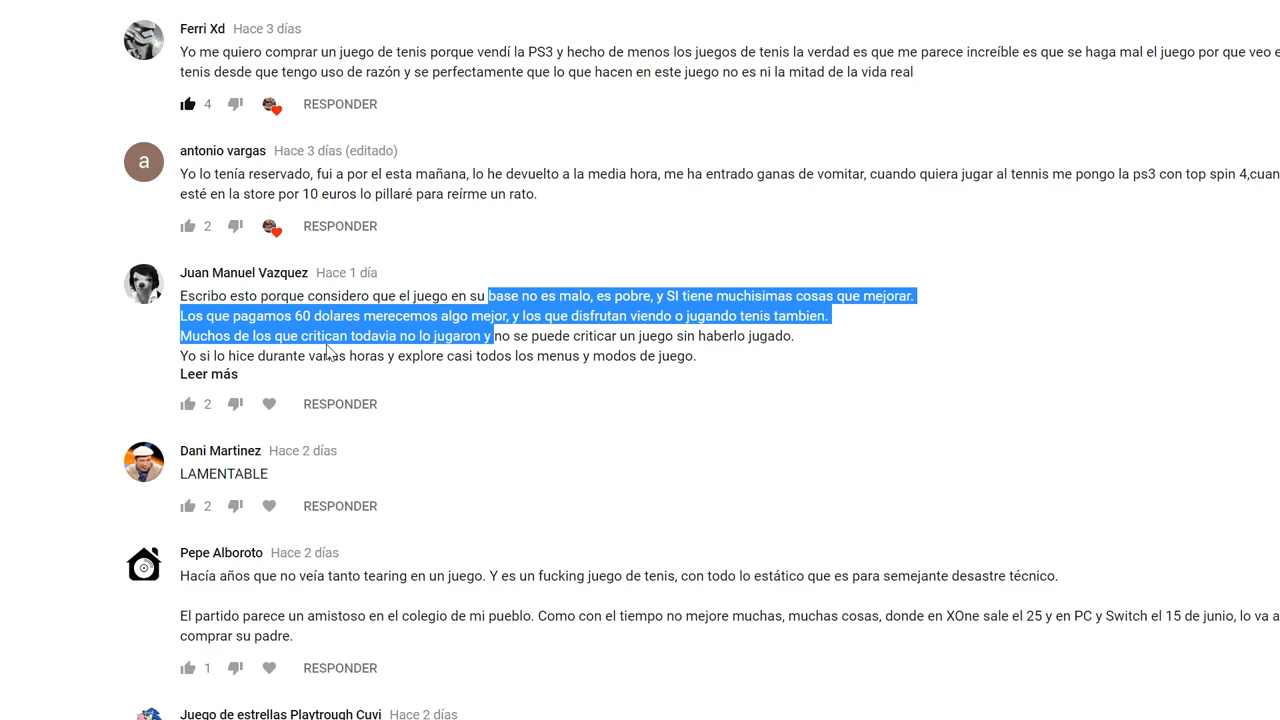 Ferri Xd Hace 3 días
Yo me quiero comprar un juego de tenis porque vendí la PS3 y hecho de menos los juegos de tenis la verdad es que me parece increíble es que se haga mal el juego por que veo e
tenis desde que tengo uso de razón y se perfectamente que lo que hacen en este juego no es ni la mitad de la vida real
4 RESPONDER
a
antonio vargas Hace 3 días (editado)
Yo lo tenía reservado, fui a por el esta mañana, lo he devuelto a la media hora, me ha entrado ganas de vomitar, cuando quiera jugar al tennis me pongo la ps3 con top spin 4,cuan
esté en la store por 10 euros lo pillaré para reírme un rato.
2 RESPONDER
Juan Manuel Vazquez Hace 1 día
Escribo esto porque considero que el juego en su base no es malo, es pobre, y SI tiene muchisimas cosas que mejorar.
Los que pagamos 60 dolares merecemos algo mejor, y los que disfrutan viendo o jugando tenis tambien.
Muchos de los que critican todavia no lo jugaron y no se puede criticar un juego sin haberlo jugado.
Yo si lo hice durante varias horas y explore casi todos los menus y modos de juego.
Leer más
2 RESPONDER
Dani Martinez Hace 2 días
LAMENTABLE
2 RESPONDER
Pepe Alboroto Hace 2 días
Hacía años que no veía tanto tearing en un juego. Y es un fucking juego de tenis, con todo lo estático que es para semejante desastre técnico.
El partido parece un amistoso en el colegio de mi pueblo. Como con el tiempo no mejore muchas, muchas cosas, donde en XOne sale el 25 y en PC y Switch el 15 de junio, lo va a
comprar su padre.
1 RESPONDER
Juego de estrellas Playtrough Cuvi Hace 2 días